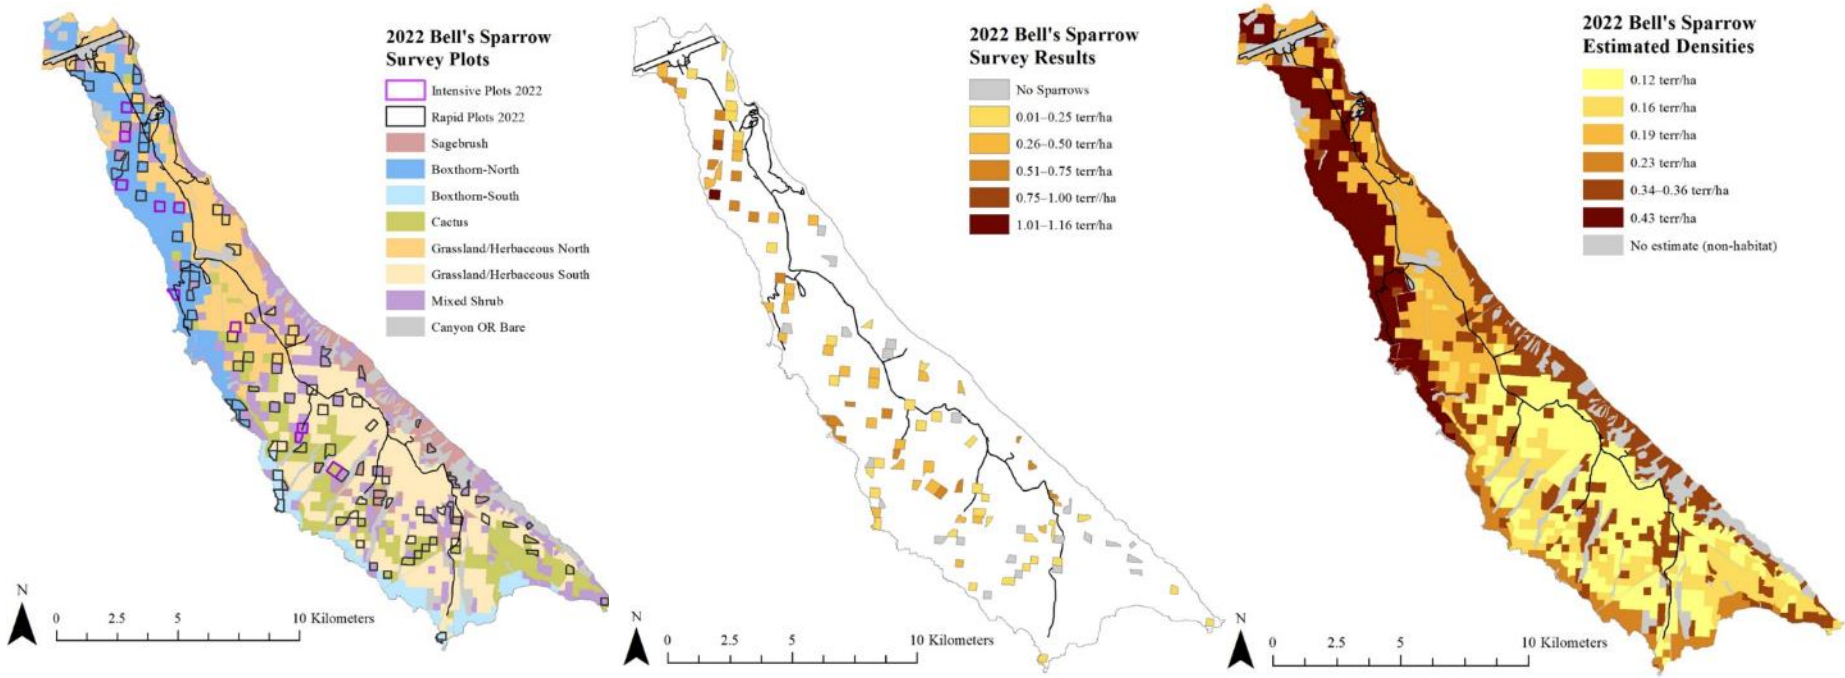 2022 Bell's Sparrow
Survey Plots
Intensive Plots 2022
Rapid Plots 2022
Sagebrush
Boxthorn-North
Boxthorn-South
Cactus
Grassland/Herbaceous North
Grassland/Herbaceous South
Mixed Shrub
Canyon OR Bare
N
0 2.5 5 10 Kilometers
2022 Bell's Sparrow
Survey Results
No Sparrows
0.01–0.25 terr/ha
0.26–0.50 terr/ha
0.51–0.75 terr/ha
0.75–1.00 terr//ha
1.01–1.16 terr/ha
N
0 2.5 5 10 Kilometers
2022 Bell's Sparrow
Estimated Densities
0.12 terr/ha
0.16 terr/ha
0.19 terr/ha
0.23 terr/ha
0.34–0.36 terr/ha
0.43 terr/ha
No estimate (non-habitat)
N
0 2.5 5 10 Kilometers